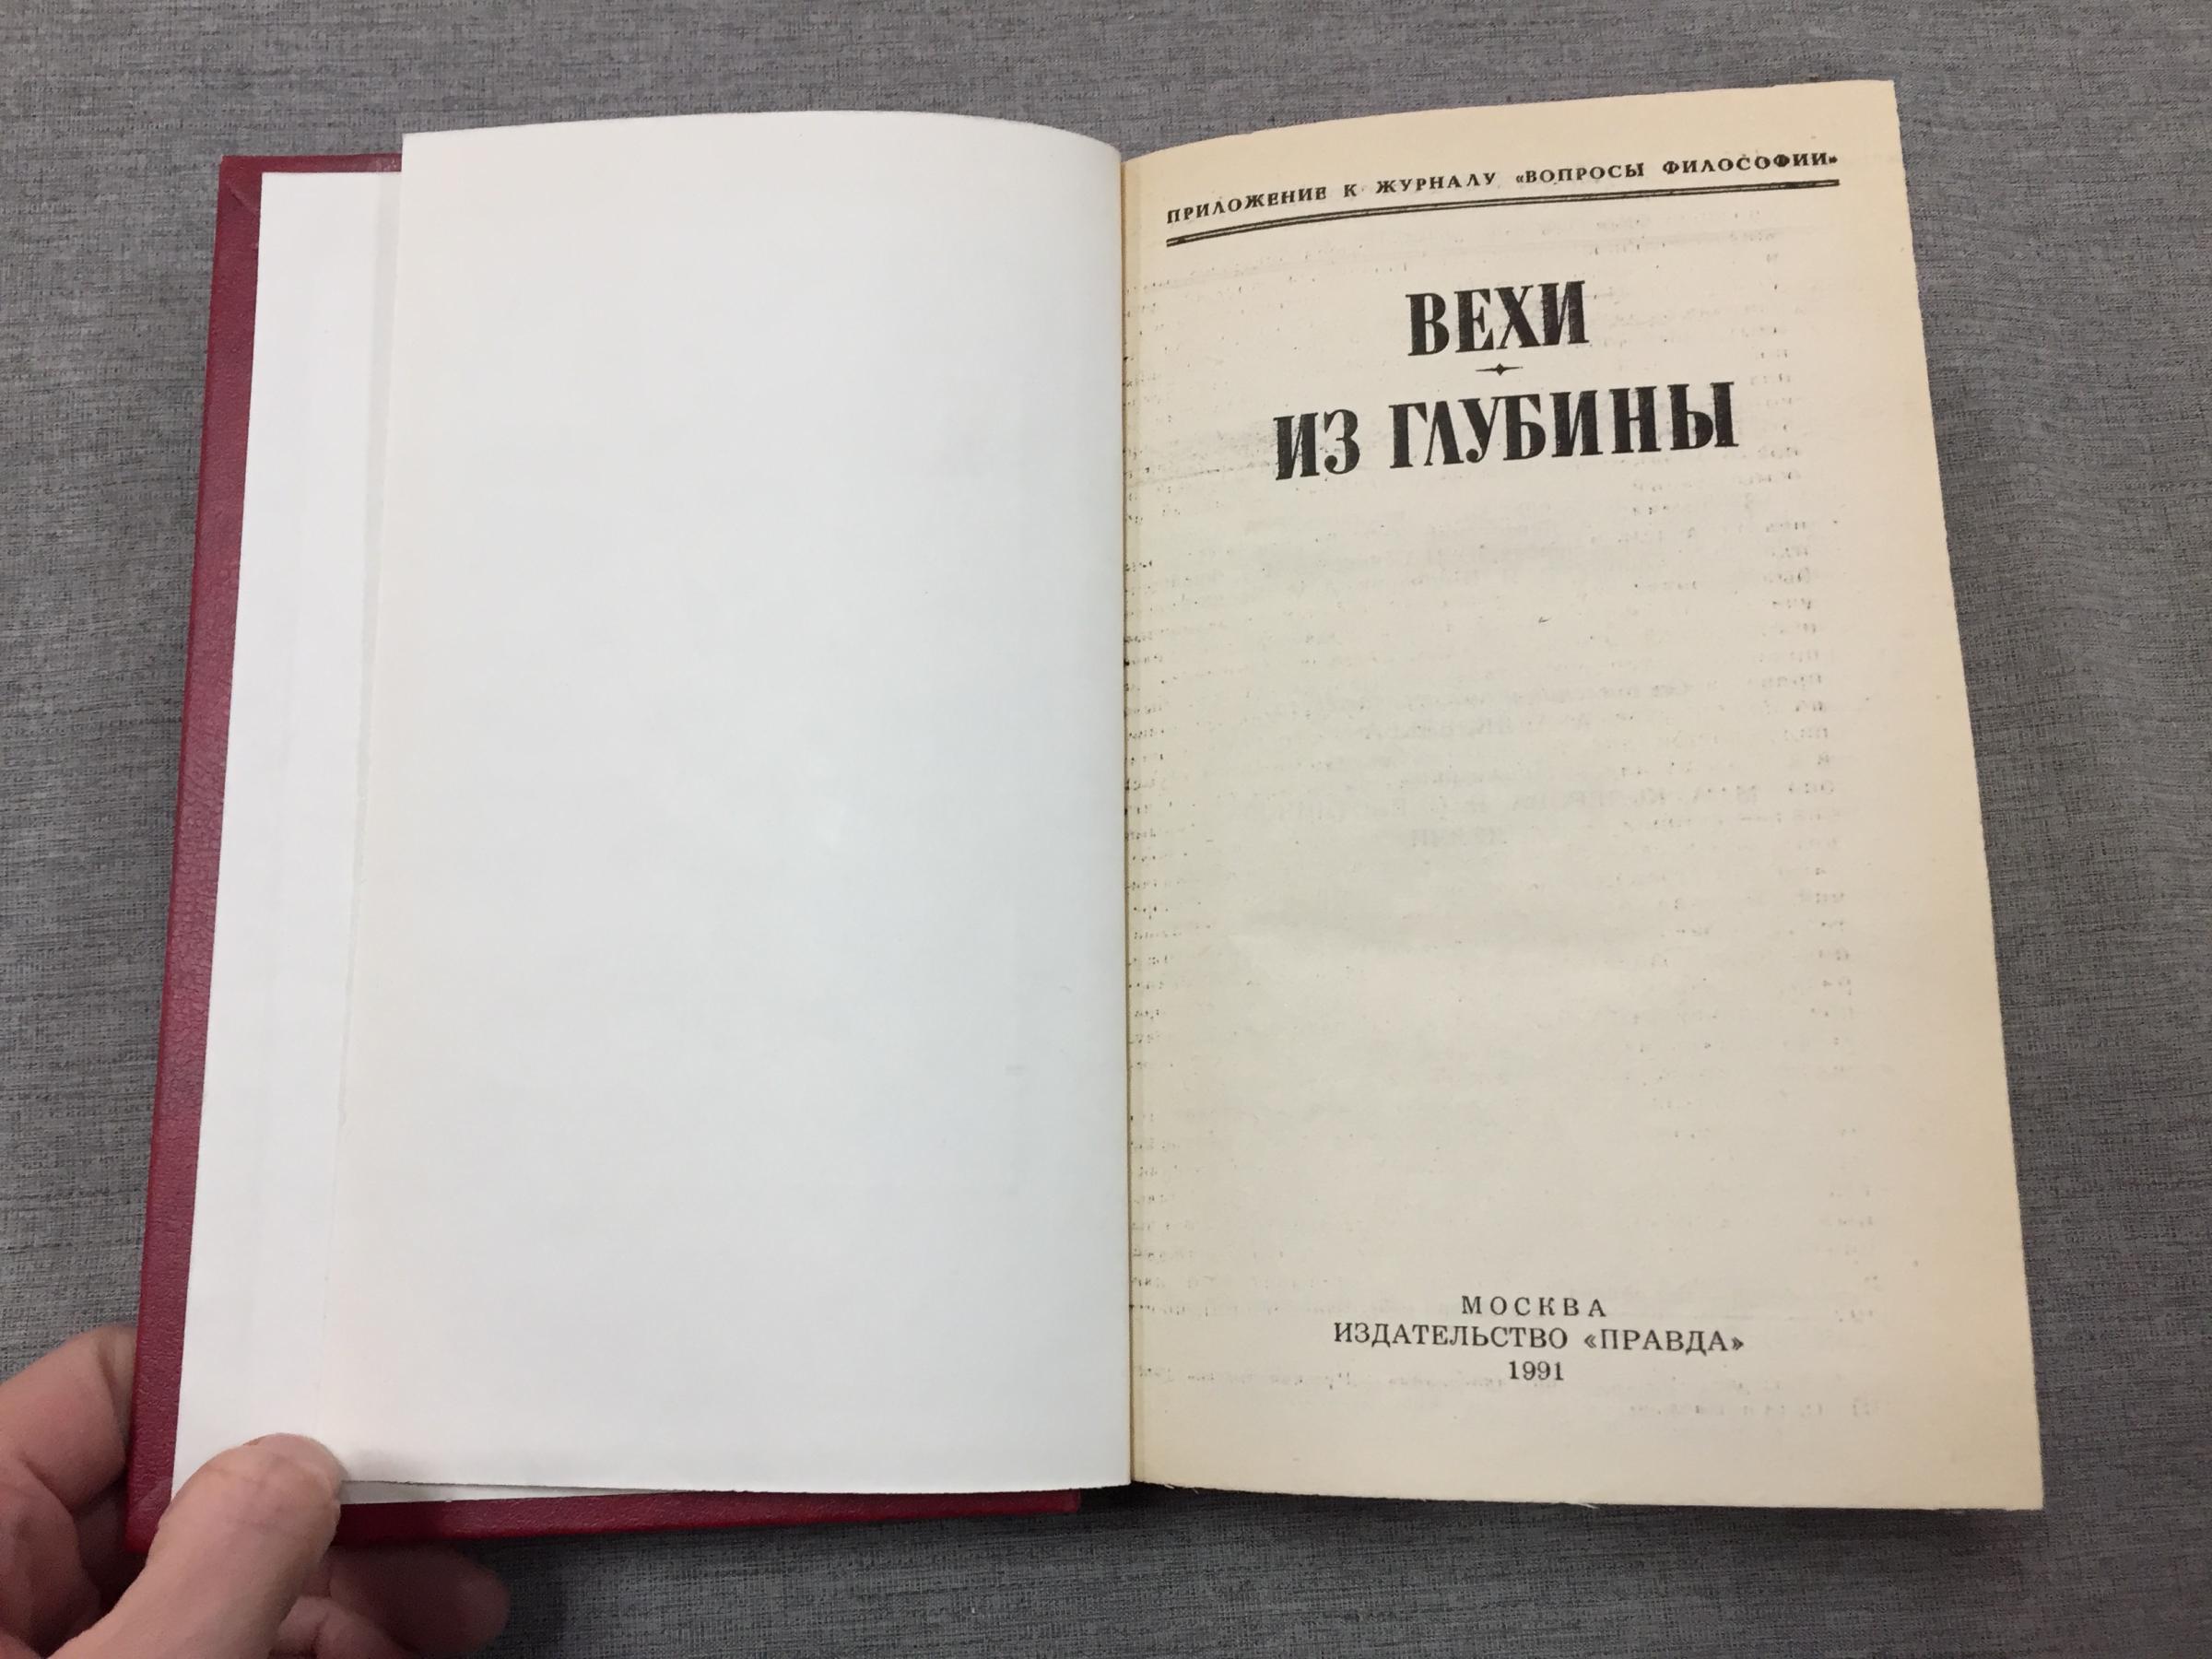 ПРИЛОЖЕНИЕ К ЖУРНАЛУ «ВОПРОСЫ ФИЛОСОФИИ»
ВЕХИ
ИЗ ГЛУБИНЫ
МОСКВА
ИЗДАТЕЛЬСТВО «ПРАВДА»
1991